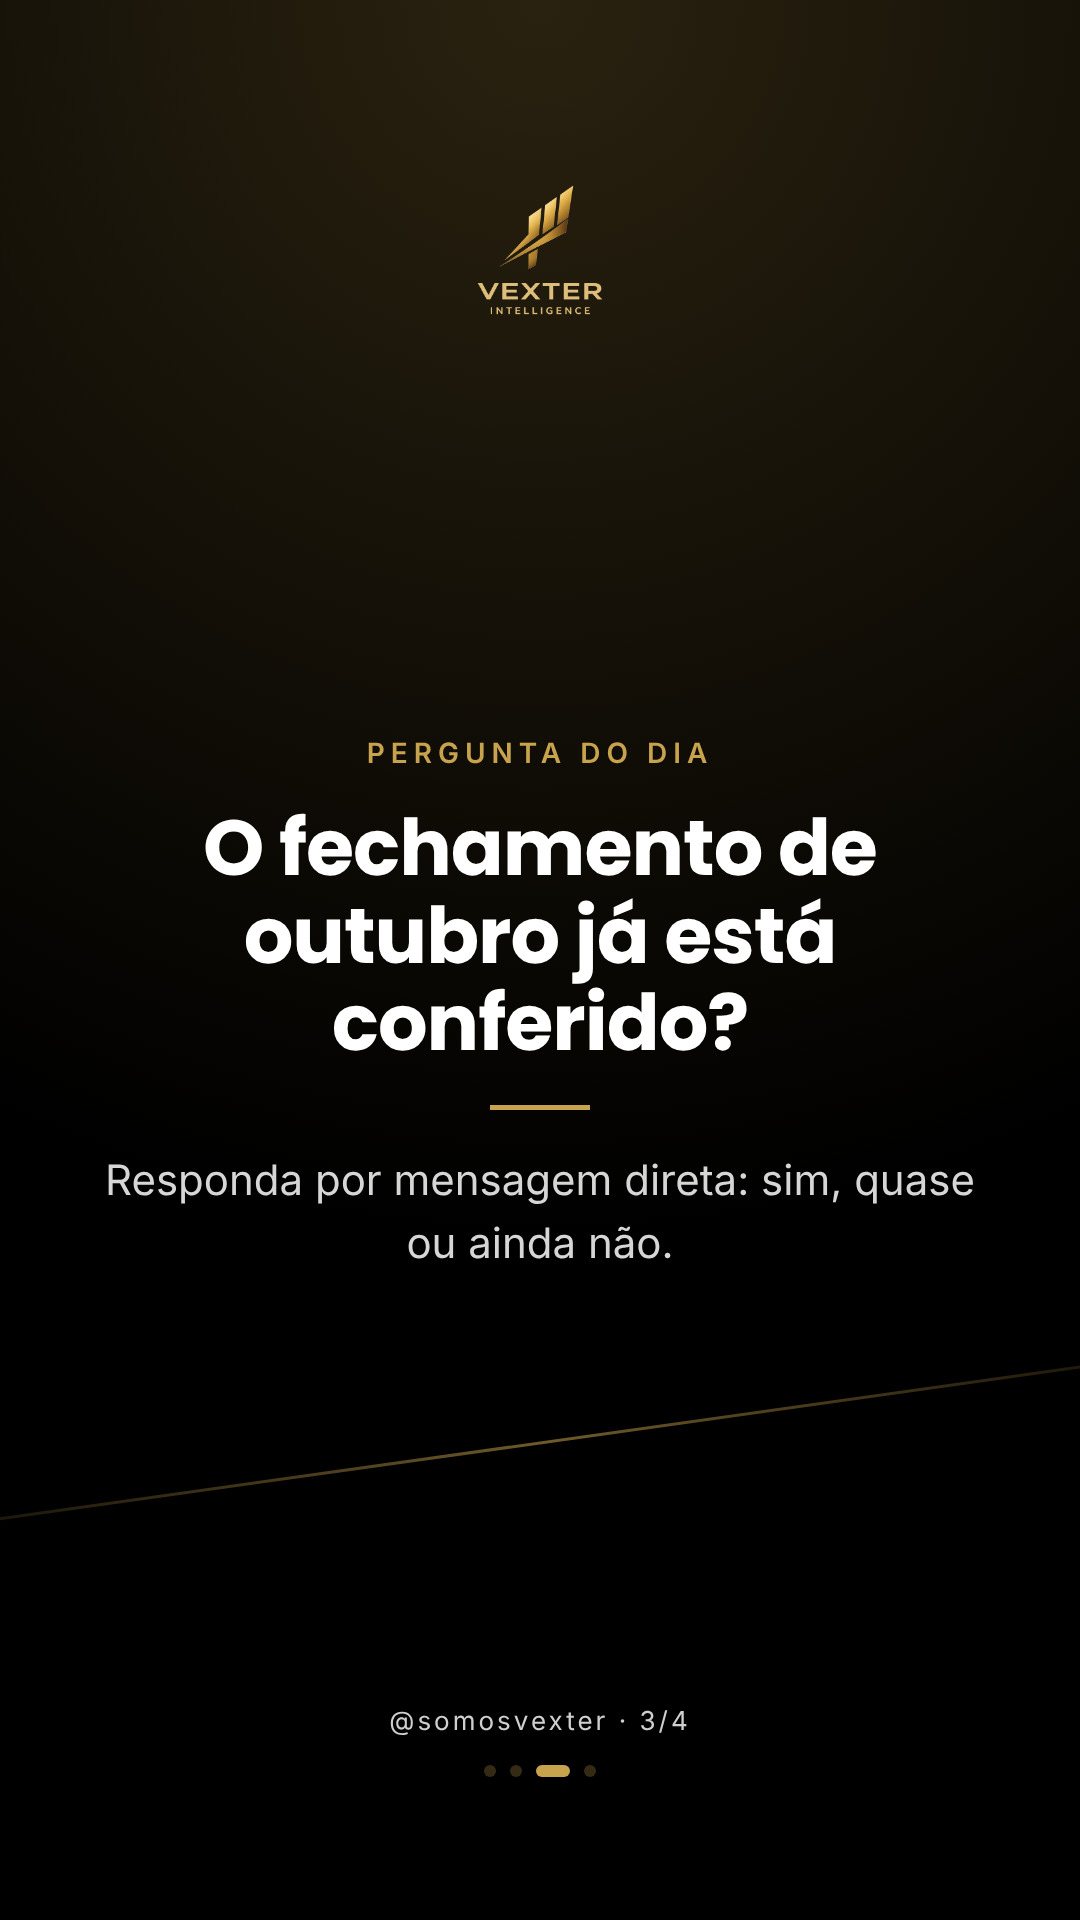 VEXTER
INTELLIGENCE
PERGUNTA DO DIA
O fechamento de
outubro já está
conferido?
Responda por mensagem direta: sim, quase
ou ainda não.
@somosvexter · 3/4